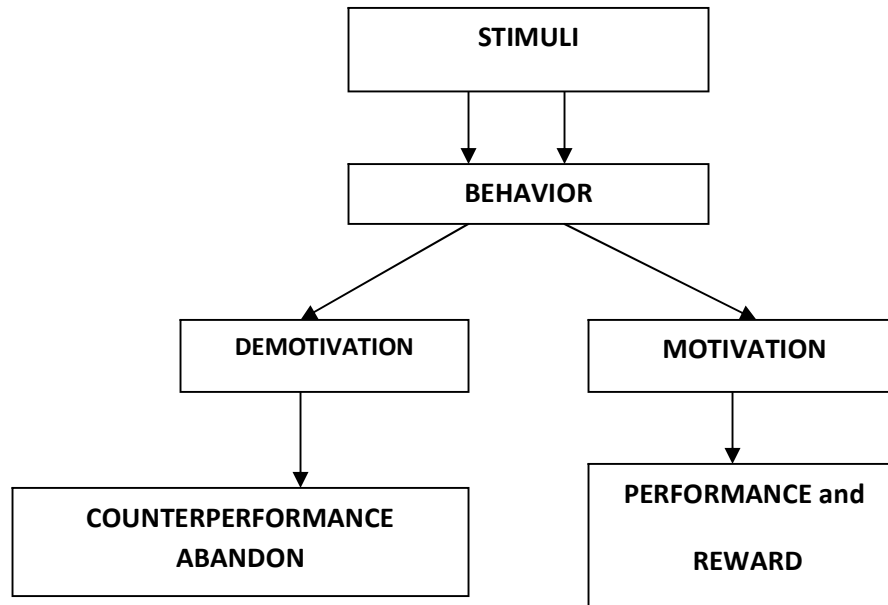 STIMULI
BEHAVIOR
DEMOTIVATION
MOTIVATION
COUNTERPERFORMANCE
ABANDON
PERFORMANCE and
REWARD